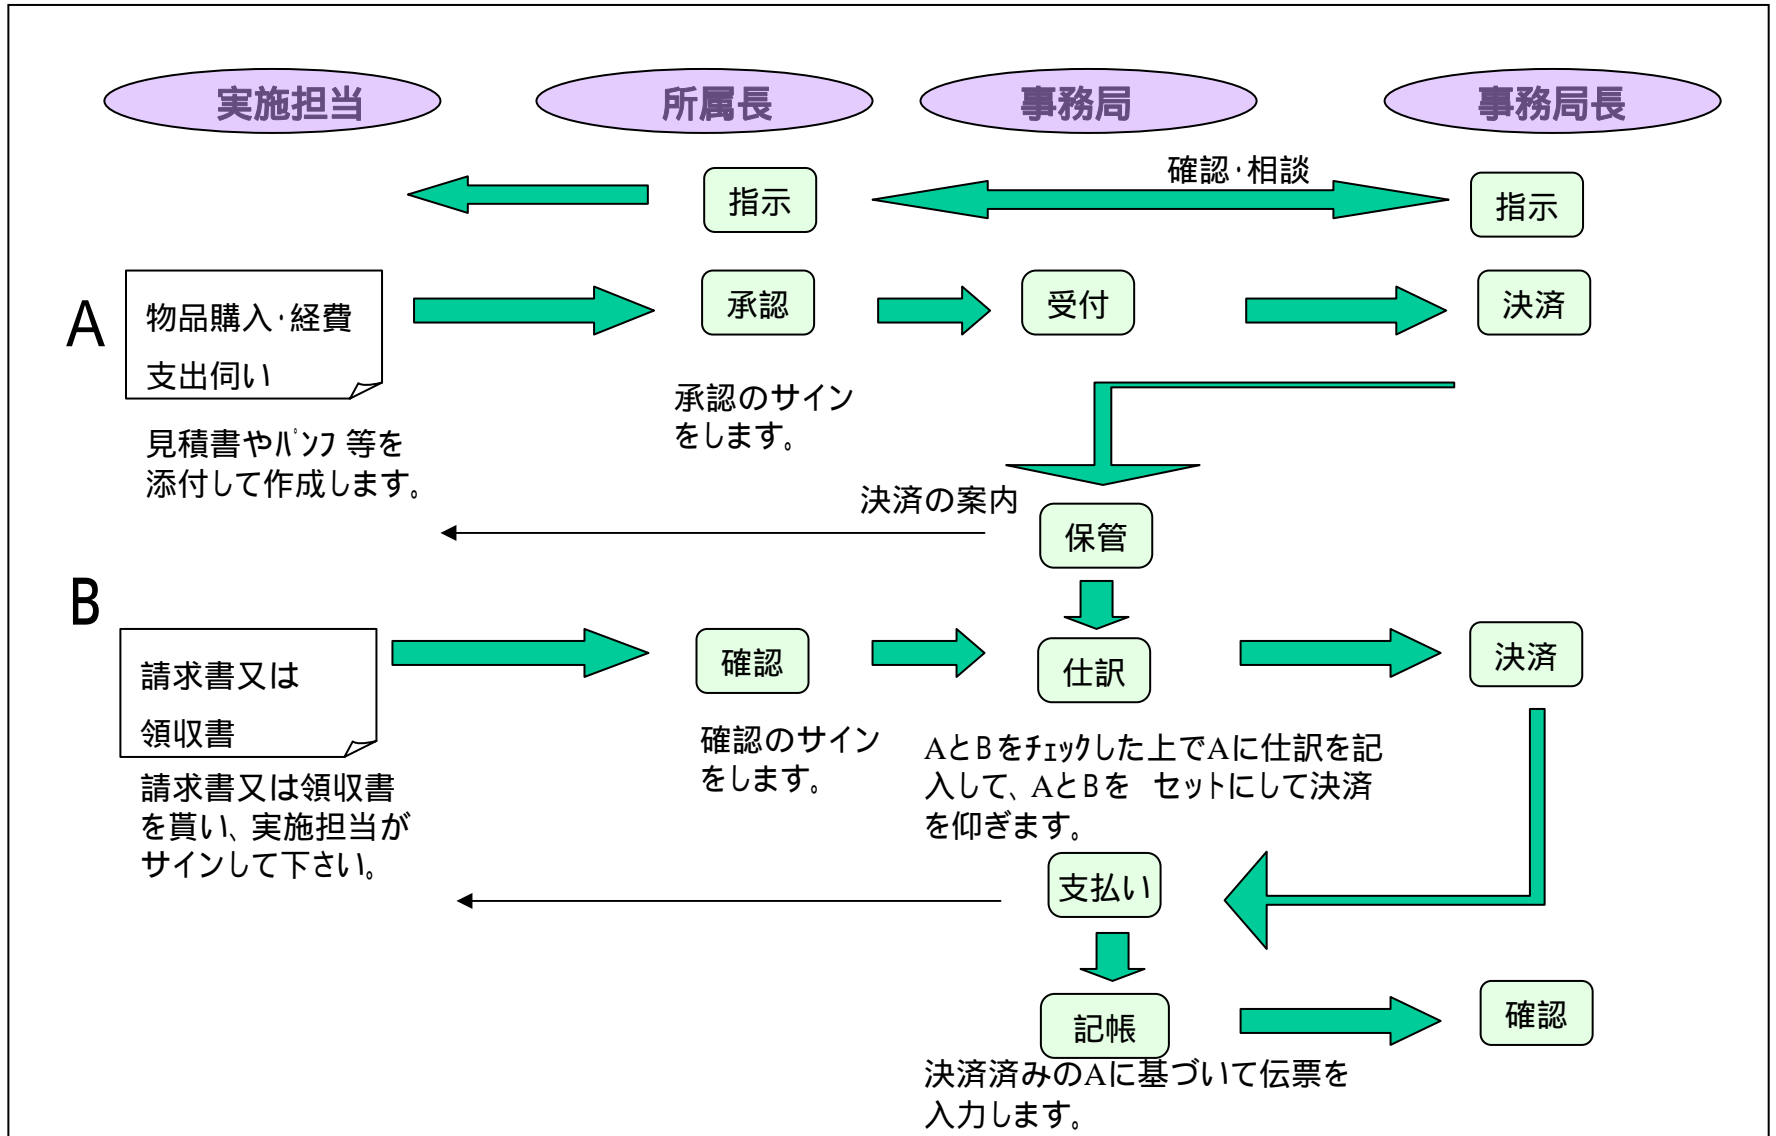 実施担当
所属長
事務局
事務局長
確認・相談
指示
指示
A
物品購入・経費
支出伺い
承認
受付
決済
承認のサイン
をします。
見積書やﾊﾟﾝﾌ 等を
添付して作成します。
決済の案内
保管
B
請求書又は
領収書
確認
仕訳
決済
確認のサイン
をします。
AとBをﾁｪｯｸした上でAに仕訳を記
入して、AとBを セットにして決済
を仰ぎます。
請求書又は領収書
を貰い、実施担当が
サインして下さい。
支払い
記帳
確認
決済済みのAに基づいて伝票を
入力します。